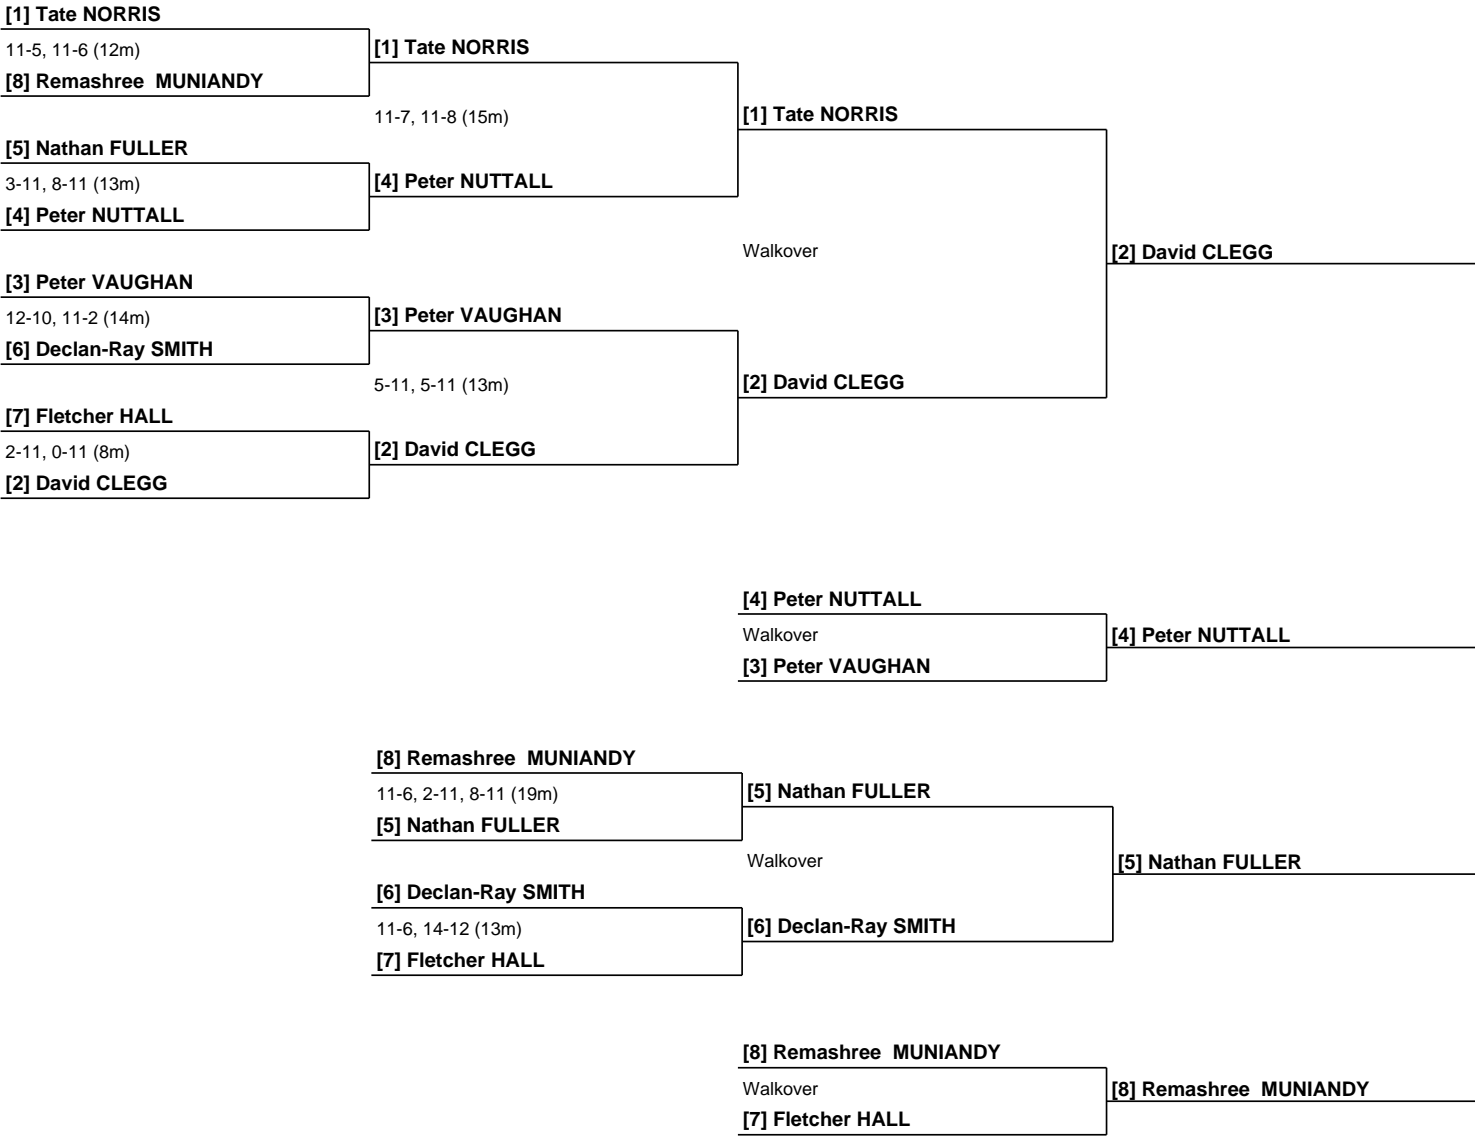 [1] Tate NORRIS
11-5, 11-6 (12m)
[8] Remashree  MUNIANDY
[5] Nathan FULLER
3-11, 8-11 (13m)
[4] Peter NUTTALL
[3] Peter VAUGHAN
12-10, 11-2 (14m)
[6] Declan-Ray SMITH
[7] Fletcher HALL
2-11, 0-11 (8m)
[2] David CLEGG
[1] Tate NORRIS
11-7, 11-8 (15m)
[4] Peter NUTTALL
[3] Peter VAUGHAN
5-11, 5-11 (13m)
[2] David CLEGG
[1] Tate NORRIS
Walkover
[2] David CLEGG
[2] David CLEGG
[4] Peter NUTTALL
Walkover
[3] Peter VAUGHAN
[4] Peter NUTTALL
[8] Remashree  MUNIANDY
11-6, 2-11, 8-11 (19m)
[5] Nathan FULLER
[6] Declan-Ray SMITH
11-6, 14-12 (13m)
[7] Fletcher HALL
[5] Nathan FULLER
Walkover
[6] Declan-Ray SMITH
[5] Nathan FULLER
[8] Remashree  MUNIANDY
Walkover
[7] Fletcher HALL
[8] Remashree  MUNIANDY